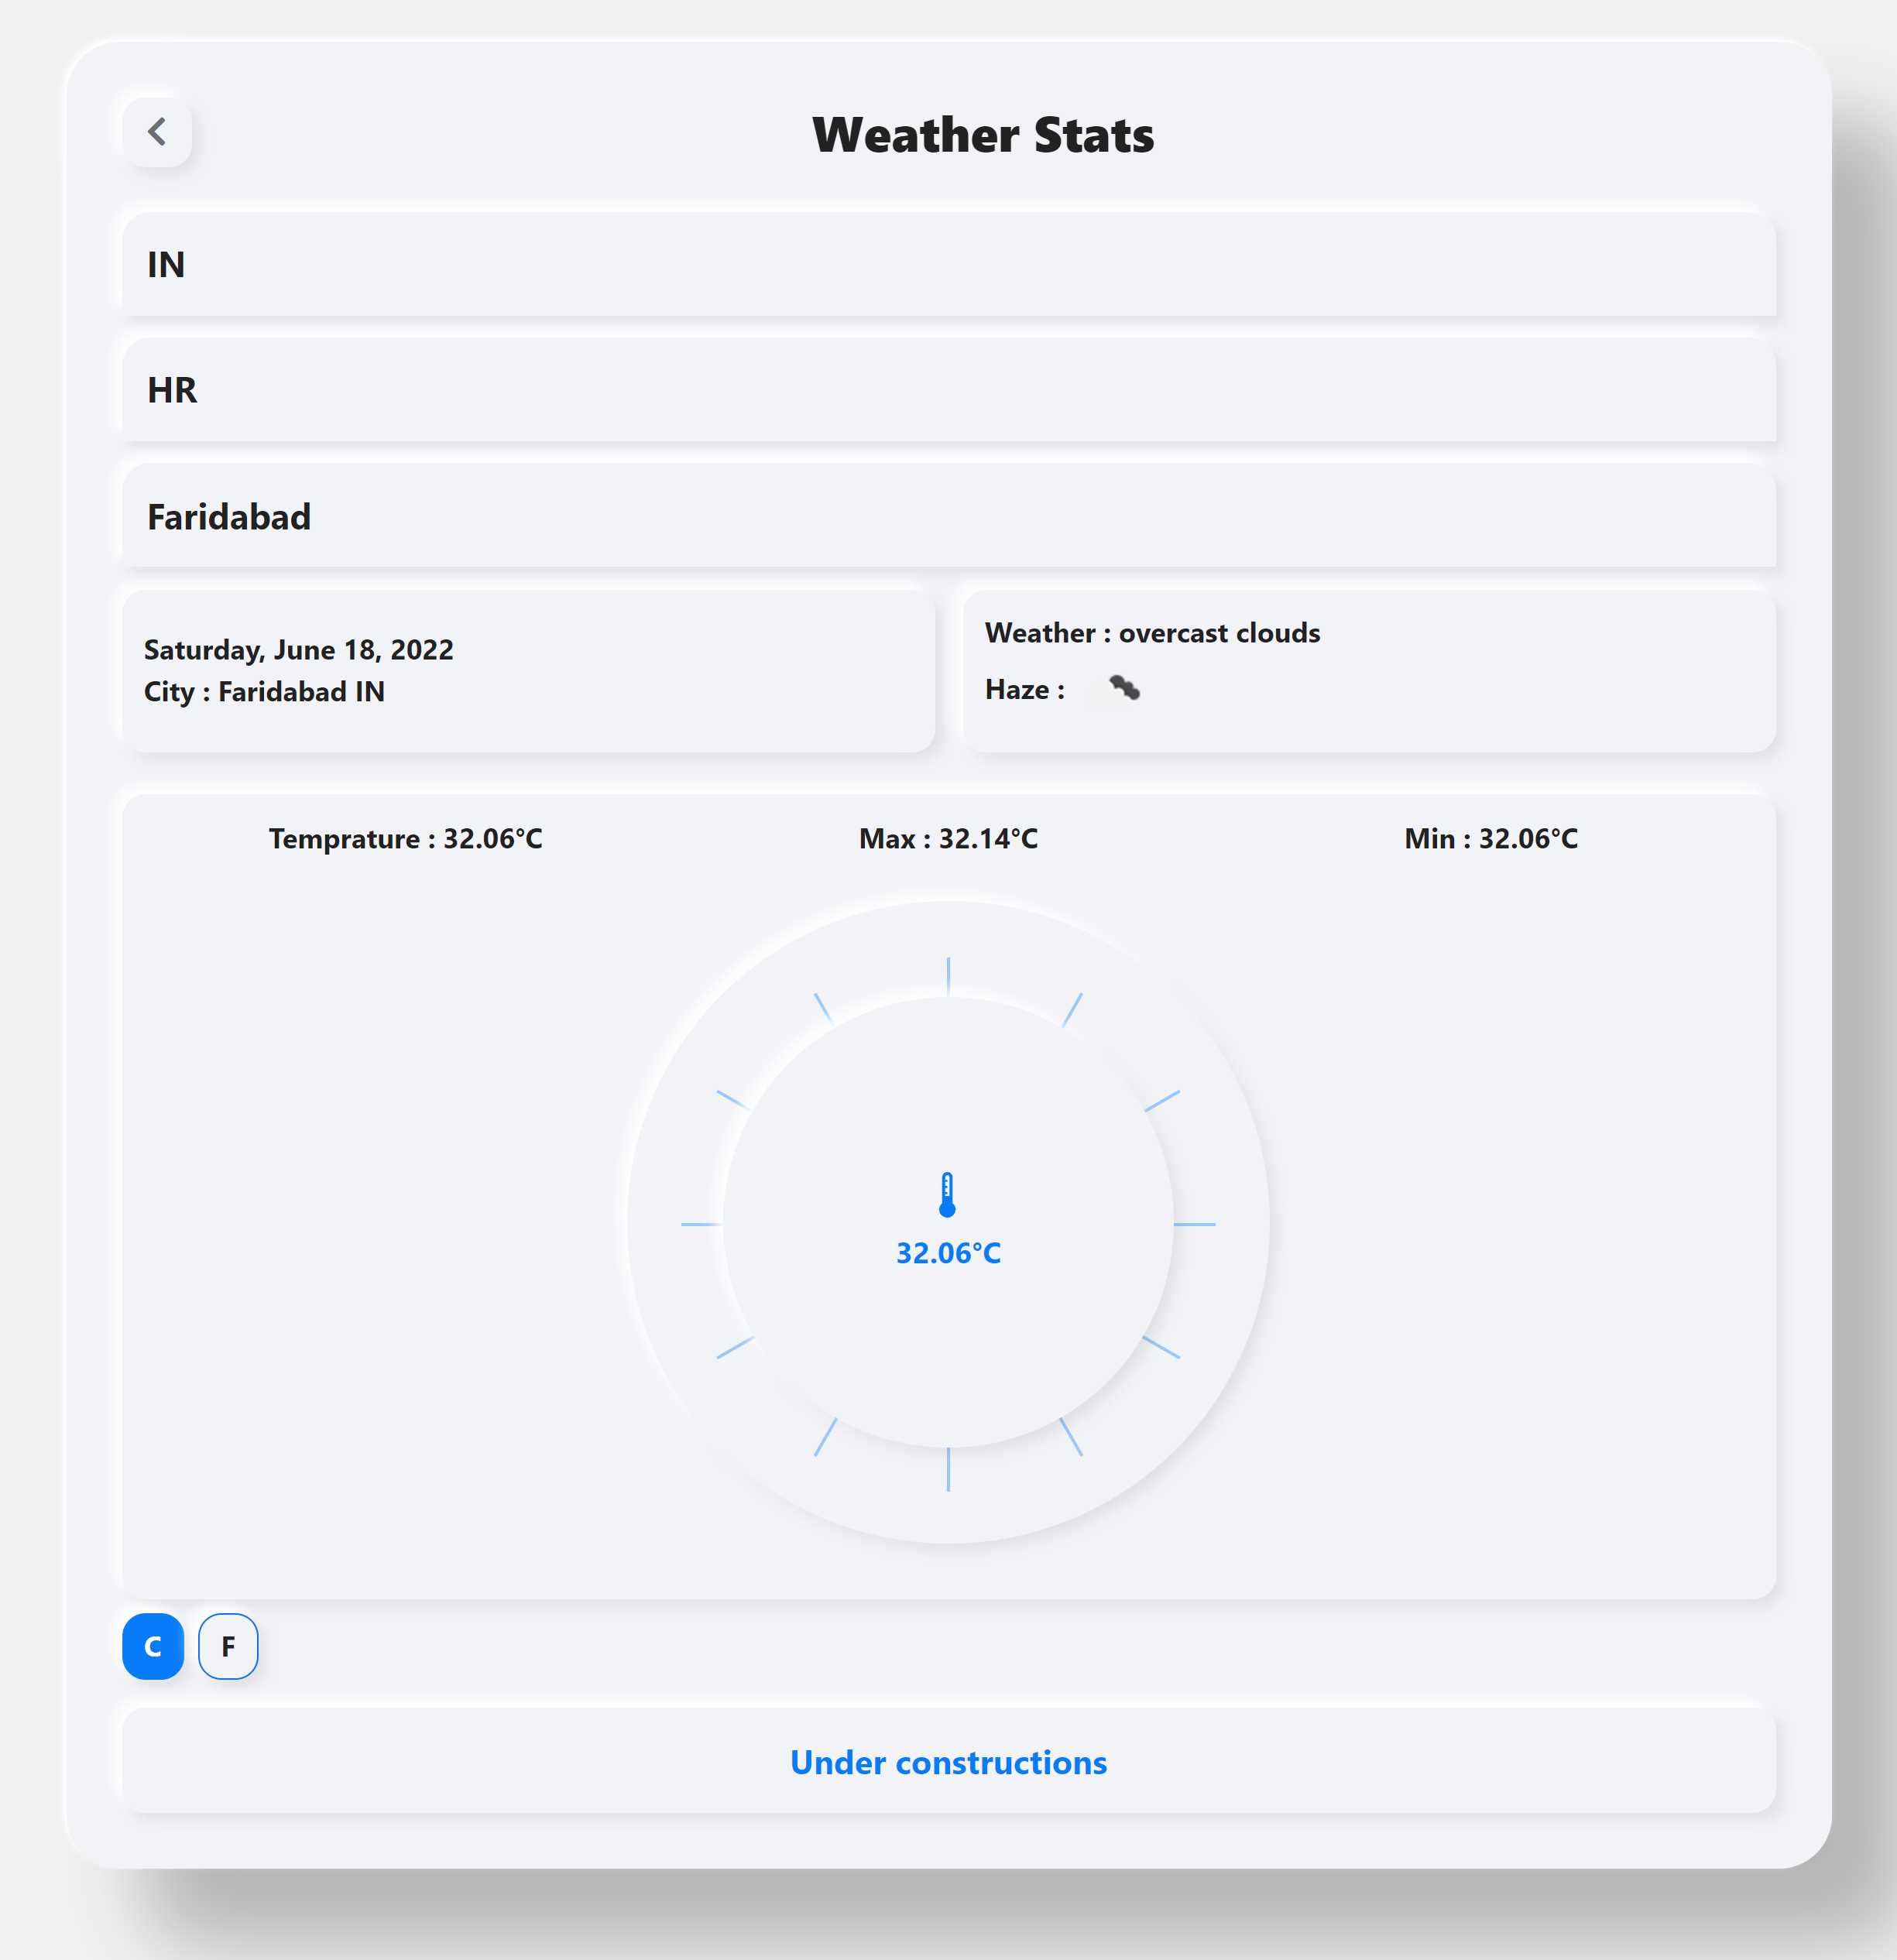 Weather Stats
IN
HR
Faridabad
Saturday, June 18, 2022
City : Faridabad IN
Weather : overcast clouds
Haze :
Temprature : 32.06°C
Max : 32.14°C
Min : 32.06°C
32.06°C
C
F
Under constructions